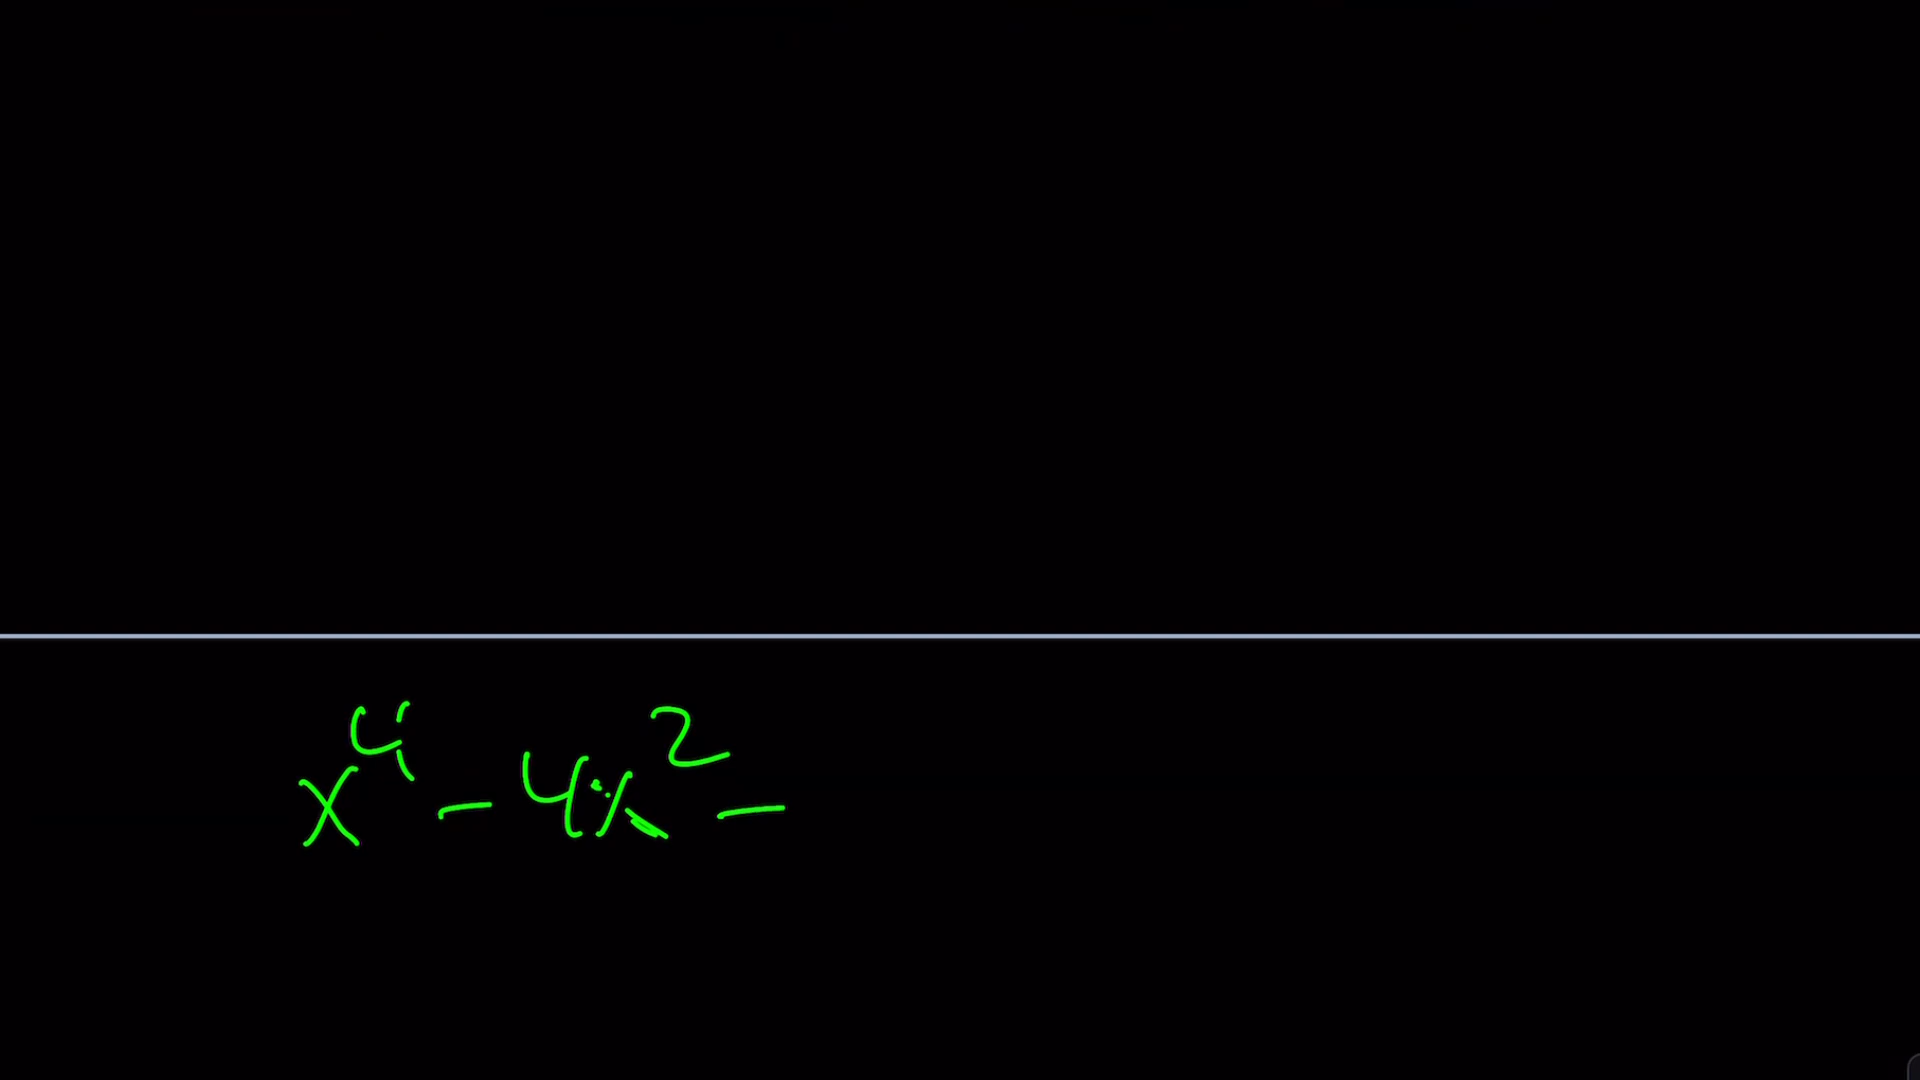 x⁴ - 4x² -